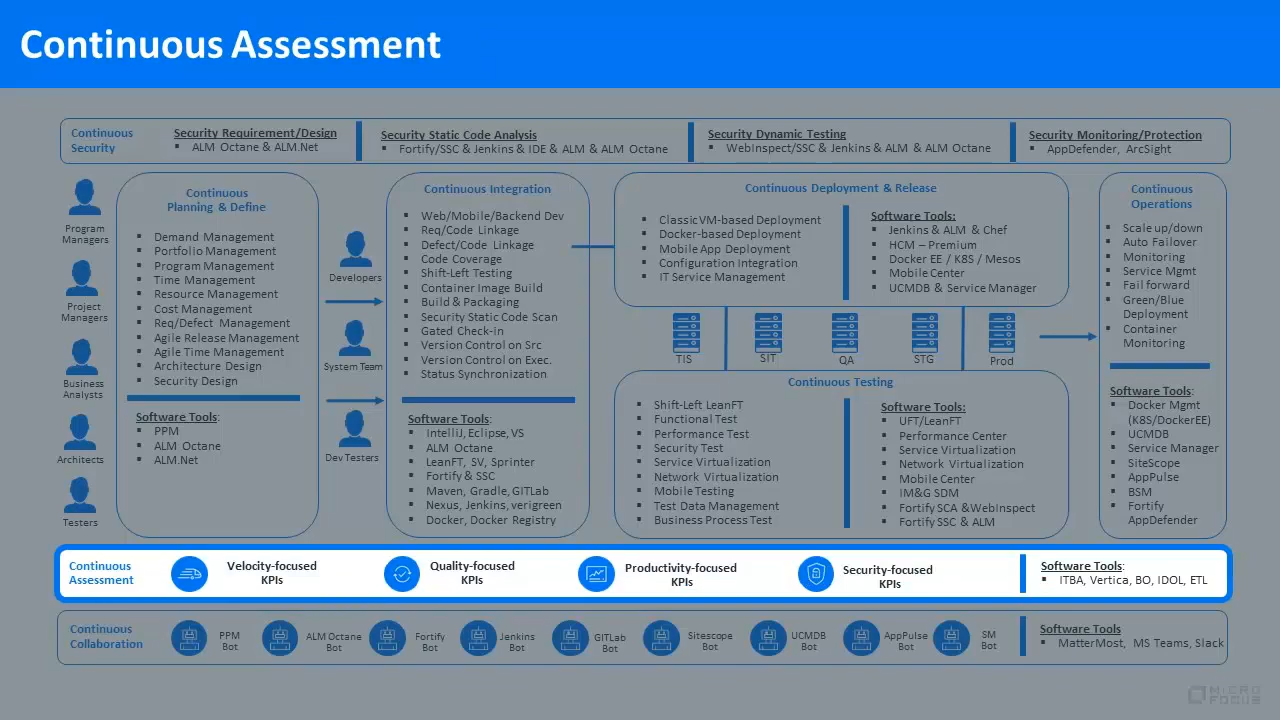 Continuous Assessment
Continuous
Security
Security Requirement/Design
▪ ALM Octane & ALM.Net
Security Static Code Analysis
▪ Fortify/SSC & Jenkins & IDE & ALM & ALM Octane
Security Dynamic Testing
▪ WebInspect/SSC & Jenkins & ALM & ALM Octane
Security Monitoring/Protection
▪ AppDefender, ArcSight
Program
Managers
Project
Managers
Business
Analysts
Architects
Testers
Continuous
Planning & Define
▪ Demand Management
▪ Portfolio Management
▪ Program Management
▪ Time Management
▪ Resource Management
▪ Cost Management
▪ Req/Defect Management
▪ Agile Release Management
▪ Agile Time Management
▪ Architecture Design
▪ Security Design
Software Tools:
▪ PPM
▪ ALM Octane
▪ ALM.Net
Developers
System Team
Dev Testers
Continuous Integration
▪ Web/Mobile/Backend Dev
▪ Req/Code Linkage
▪ Defect/Code Linkage
▪ Code Coverage
▪ Shift-Left Testing
▪ Container Image Build
▪ Build & Packaging
▪ Security Static Code Scan
▪ Gated Check-in
▪ Version Control on Src
▪ Version Control on Exec.
▪ Status Synchronization
Software Tools:
▪ IntelliJ, Eclipse, VS
▪ ALM Octane
▪ LeanFT, SV, Sprinter
▪ Fortify & SSC
▪ Maven, Gradle, GITLab
▪ Nexus, Jenkins, verigreen
▪ Docker, Docker Registry
Continuous Deployment & Release
▪ ClassicVM-based Deployment
▪ Docker-based Deployment
▪ Mobile App Deployment
▪ Configuration Integration
▪ IT Service Management
Software Tools:
▪ Jenkins & ALM & Chef
▪ HCM – Premium
▪ Docker EE / K8S / Mesos
▪ Mobile Center
▪ UCMDB & Service Manager
TIS
SIT
QA
STG
Prod
Continuous Testing
▪ Shift-Left LeanFT
▪ Functional Test
▪ Performance Test
▪ Security Test
▪ Service Virtualization
▪ Network Virtualization
▪ Mobile Testing
▪ Test Data Management
▪ Business Process Test
Software Tools:
▪ UFT/LeanFT
▪ Performance Center
▪ Service Virtualization
▪ Network Virtualization
▪ Mobile Center
▪ IM&G SDM
▪ Fortify SCA &WebInspect
▪ Fortify SSC & ALM
Continuous
Operations
▪ Scale up/down
▪ Auto Failover
▪ Monitoring
▪ Service Mgmt
▪ Fail forward
▪ Green/Blue
Deployment
▪ Container
Monitoring
Software Tools:
▪ Docker Mgmt
(K8S/DockerEE)
▪ UCMDB
▪ Service Manager
▪ SiteScope
▪ AppPulse
▪ BSM
▪ Fortify
AppDefender
Continuous
Assessment
Velocity-focused
KPIs
Quality-focused
KPIs
Productivity-focused
KPIs
Security-focused
KPIs
Software Tools:
▪ ITBA, Vertica, BO, IDOL, ETL
Continuous
Collaboration
PPM
Bot
ALM Octane
Bot
Fortify
Bot
Jenkins
Bot
GITLab
Bot
Sitescope
Bot
UCMDB
Bot
AppPulse
Bot
SM
Bot
Software Tools
▪ MatterMost, MS Teams, Slack
MICRO
FOCUS